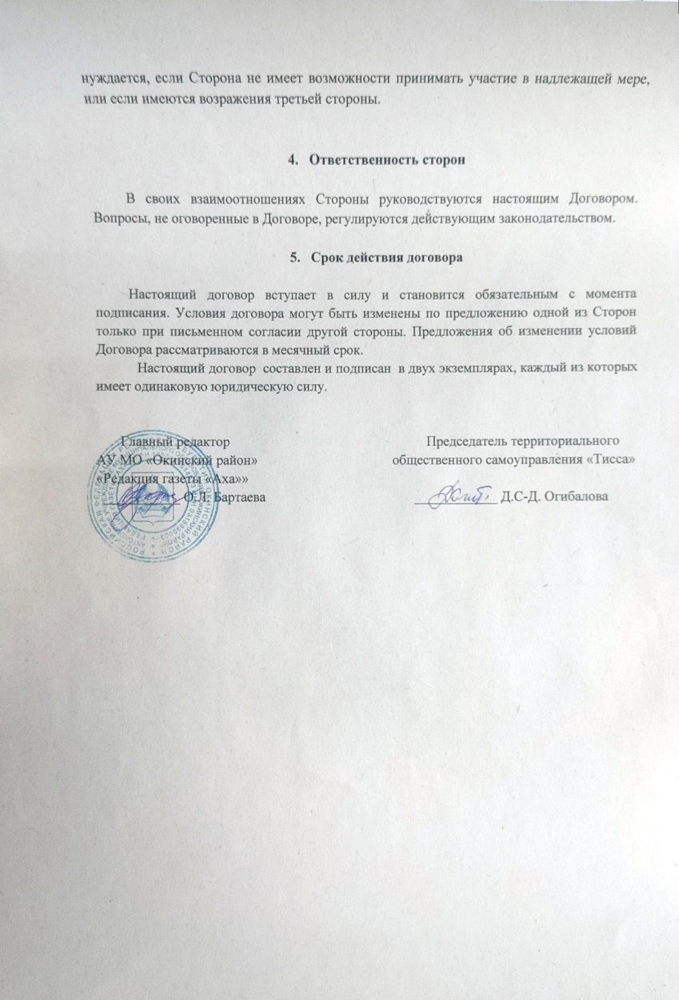 нуждается, если Сторона не имеет возможности принимать участие в надлежащей мере,
или если имеются возражения третьей стороны.
4. Ответственность сторон
В своих взаимоотношениях Стороны руководствуются настоящим Договором.
Вопросы, не оговоренные в Договоре, регулируются действующим законодательством.
5. Срок действия договора
Настоящий договор вступает в силу и становится обязательным с момента
подписания. Условия договора могут быть изменены по предложению одной из Сторон
только при письменном согласии другой стороны. Предложения об изменении условий
Договора рассматриваются в месячный срок.
Настоящий договор составлен и подписан в двух экземплярах, каждый из которых
имеет одинаковую юридическую силу.
Главный редактор
АУ МО «Окинский район»
«Редакция газеты «Аха»»
О.Л. Бартаева
Председатель территориального
общественного самоуправления «Тисса»
Д.С-Д. Огибалова
РОССИЙСКАЯ ФЕДЕРАЦИЯ
ОКИНСКИЙ РАЙОН